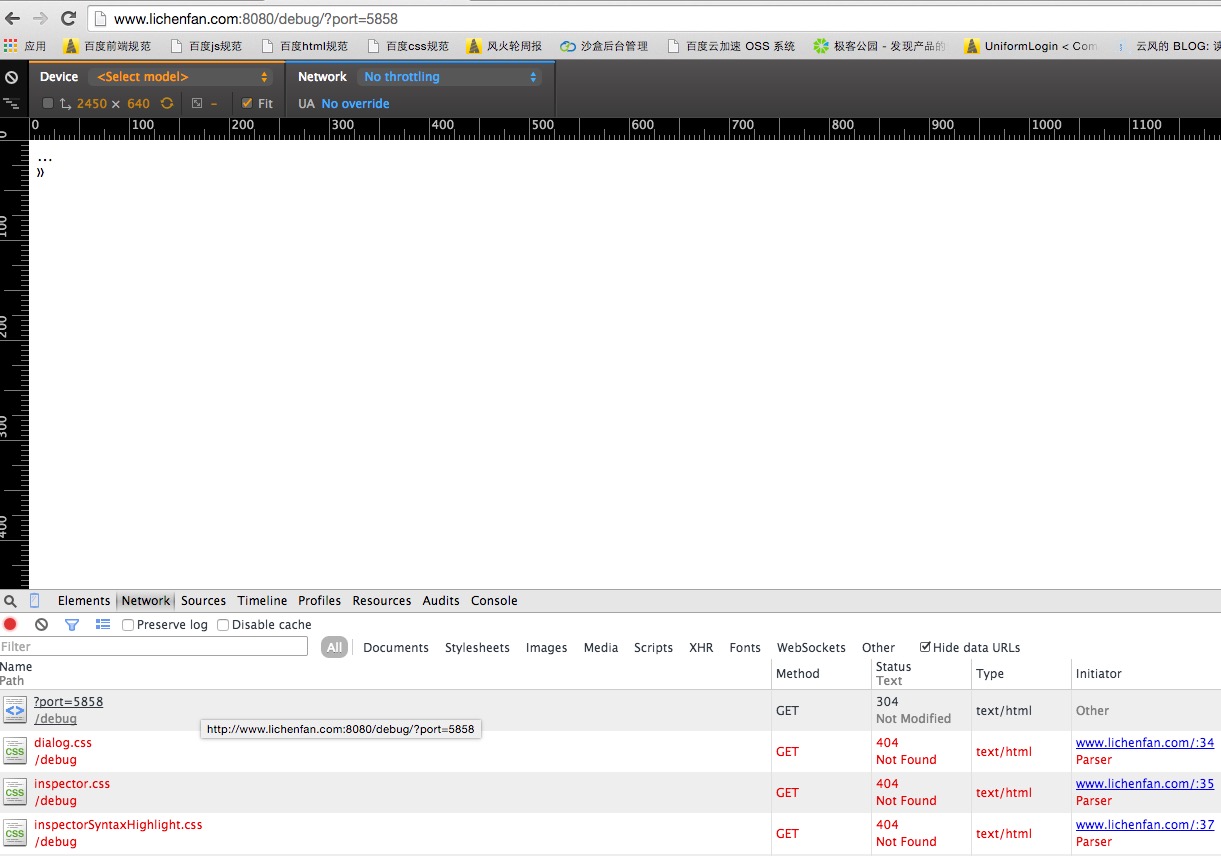 www.lichenfan.com:8080/debug/?port=5858
应用 百度前端规范 百度js规范 百度html规范 百度css规范 风火轮周报 沙盒后台管理 百度云加速 OSS 系统 极客公园 - 发现产品的 UniformLogin < Com 云风的 BLOG:
Device <Select model> Network No throttling
2450 × 640 – Fit UA No override
0 100 200 300 400 500 600 700 800 900 1000 1100
0
100
200
300
400
...
»
Elements Network Sources Timeline Profiles Resources Audits Console
Preserve log Disable cache
Filter All Documents Stylesheets Images Media Scripts XHR Fonts WebSockets Other Hide data URLs
Name Method Status Type Initiator
Path Text
?port=5858 GET 304 text/html Other
/debug Not Modified
http://www.lichenfan.com:8080/debug/?port=5858
dialog.css GET 404 text/html www.lichenfan.com/:34
/debug Not Found Parser
inspector.css GET 404 text/html www.lichenfan.com/:35
/debug Not Found Parser
inspectorSyntaxHighlight.css GET 404 text/html www.lichenfan.com/:37
/debug Not Found Parser